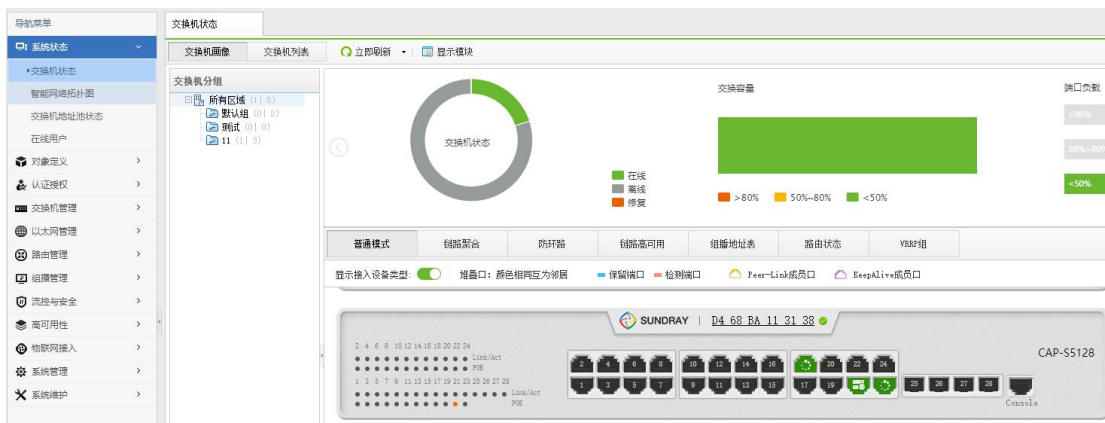 导航菜单
系统状态
交换机状态
智能网络拓扑图
交换机地址池状态
在线用户
对象定义
认证授权
交换机管理
以太网管理
路由管理
组播管理
流控与安全
高可用性
物联网接入
系统管理
系统维护
交换机状态
交换机画像 交换机列表 立即刷新 显示模块
交换机分组
所有区域 (1| 5)
默认组 (0| 2)
测试 (0| 0)
11 (1| 3)
交换机状态
在线
离线
修复
交换容量
>80% 50%~80% <50%
端口负载
>80%
50%~80%
<50%
普通模式 链路聚合 防环路 链路高可用 组播地址表 路由状态 VRRP组
显示接入设备类型: 堆叠口: 颜色相同互为邻居 保留端口 检测端口 Peer-Link成员口 KeepAlive成员口
SUNDRAY | D4 68 BA 11 31 38
CAP-S5128
2 4 6 8 10 12 14 16 18 20 22 24
Link/Act
POE
1 3 5 7 9 11 13 15 17 19 21 23 25 26 27 28
Link/Act
POE
2 4 6 8 10 12 14 16 20 22 24
1 3 5 7 9 11 13 15 17 19 25 26 27 28
Console